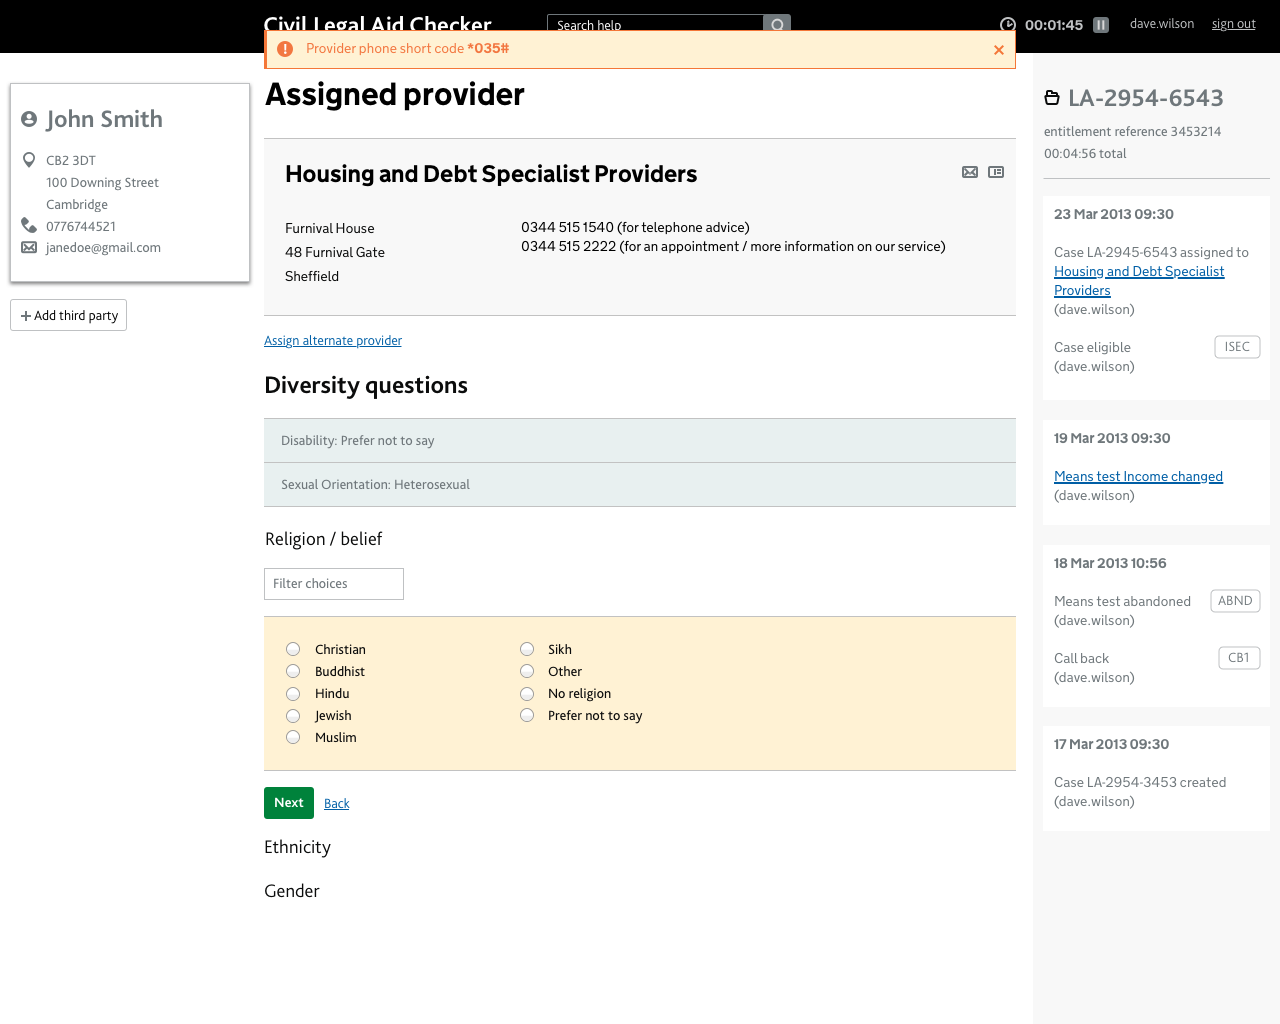 Civil Legal Aid Checker
Search help
00:01:45
dave.wilson
sign out
Provider phone short code *035#
John Smith
CB2 3DT
100 Downing Street
Cambridge
0776744521
janedoe@gmail.com
Add third party
Assigned provider
Housing and Debt Specialist Providers
Furnival House
48 Furnival Gate
Sheffield
0344 515 1540 (for telephone advice)
0344 515 2222 (for an appointment / more information on our service)
Assign alternate provider
Diversity questions
Disability: Prefer not to say
Sexual Orientation: Heterosexual
Religion / belief
Filter choices
Christian
Buddhist
Hindu
Jewish
Muslim
Sikh
Other
No religion
Prefer not to say
Next
Back
Ethnicity
Gender
LA-2954-6543
entitlement reference 3453214
00:04:56 total
23 Mar 2013 09:30
Case LA-2945-6543 assigned to
Housing and Debt Specialist
Providers
(dave.wilson)
Case eligible
ISEC
(dave.wilson)
19 Mar 2013 09:30
Means test Income changed
(dave.wilson)
18 Mar 2013 10:56
Means test abandoned
ABND
(dave.wilson)
Call back
CB1
(dave.wilson)
17 Mar 2013 09:30
Case LA-2954-3453 created
(dave.wilson)